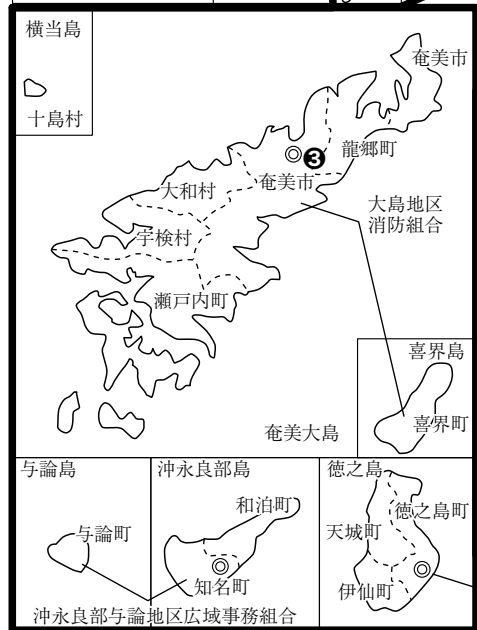 横当島
十島村
奄美市
❸
龍郷町
奄美市
大和村
大島地区
消防組合
宇検村
瀬戸内町
喜界島
喜界町
奄美大島
与論島
沖永良部島
徳之島
和泊町
徳之島町
与論町
天城町
知名町
伊仙町
沖永良部与論地区広域事務組合